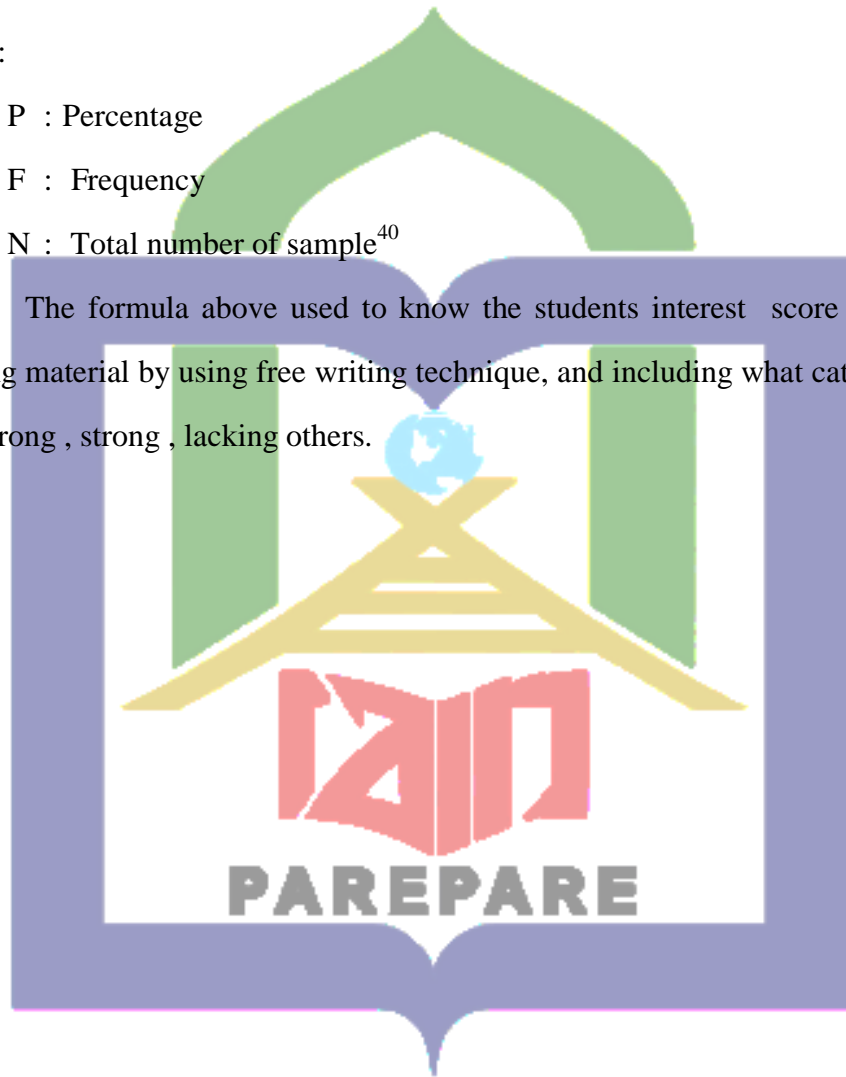 :
P : Percentage
F : Frequency
N : Total number of sample40
The formula above used to know the students interest score
g material by using free writing technique, and including what cat
rong , strong , lacking others.
iain
PAREPARE